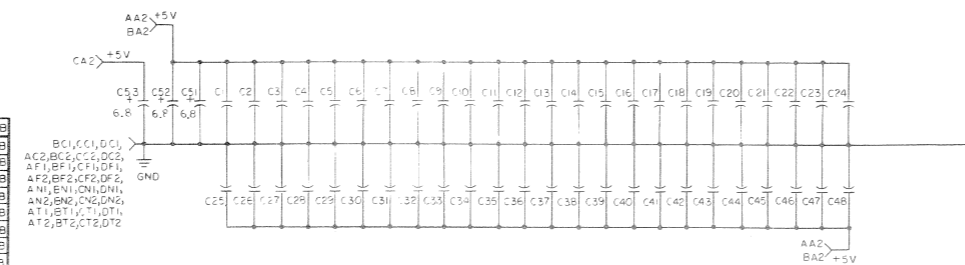 AA2 +5V
BA2
CA2 +5V
C53 C52 C51 C1 C2 C3 C4 C5 C6 C7 C8 C9 C10 C11 C12 C13 C14 C15 C16 C17 C18 C19 C20 C21 C22 C23 C24
+ + +
6.8 6.8 6.8
BC1,CC1,DC1,
AC2,BC2,CC2,DC2,
AF1,BF1,CF1,DF1,
AF2,BF2,CF2,DF2,
AN1,BN1,CN1,DN1,
AN2,BN2,CN2,DN2,
AT1,BT1,CT1,DT1,
AT2,BT2,CT2,DT2
GND
C25 C26 C27 C28 C29 C30 C31 C32 C33 C34 C35 C36 C37 C38 C39 C40 C41 C42 C43 C44 C45 C46 C47 C48
AA2
BA2 +5V
B
B
B
B
B
B
B
B
B